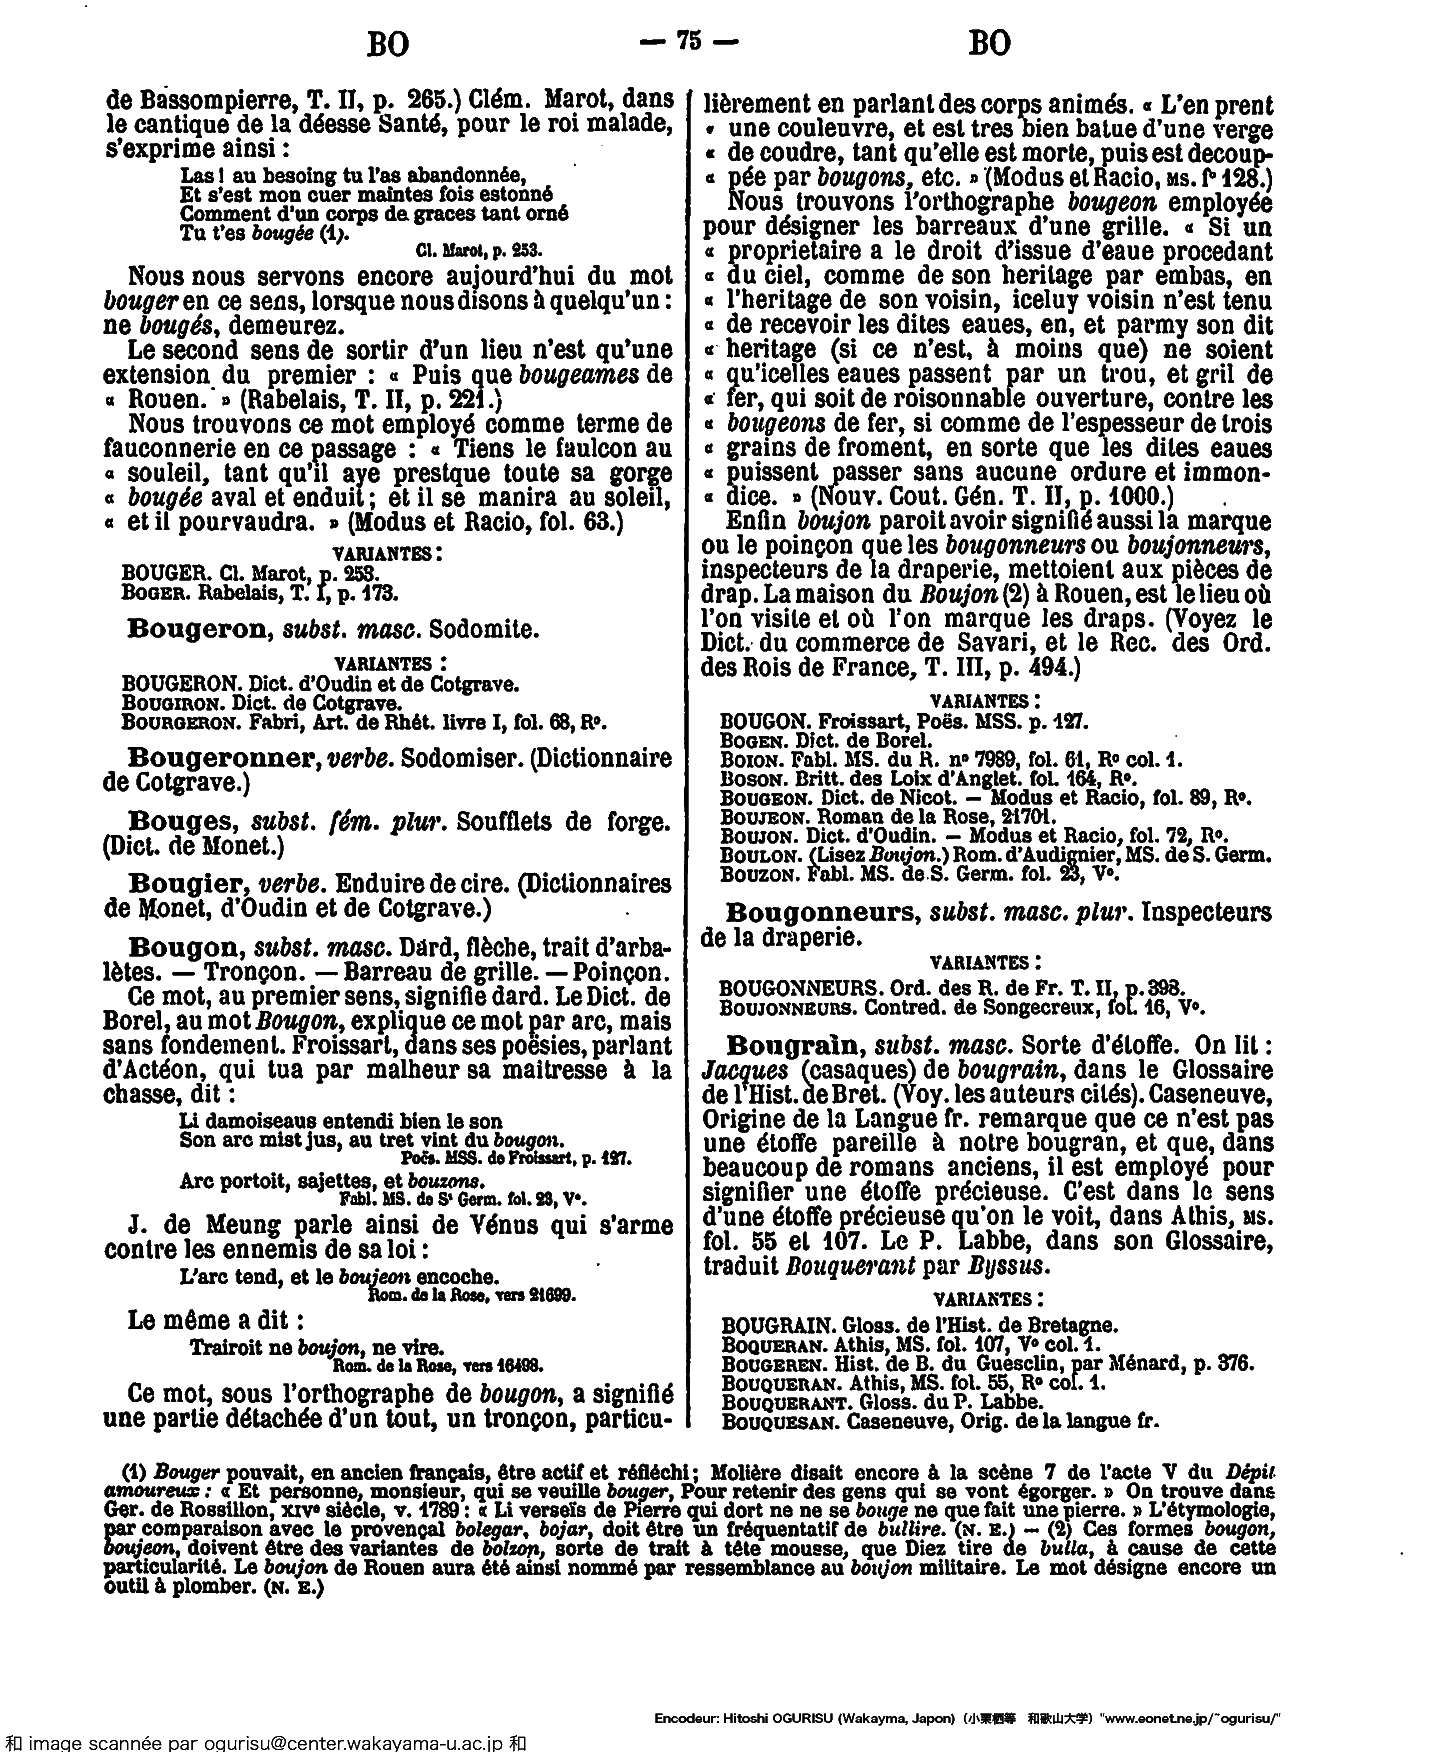 BO — 75 — BO
de Bassompierre, T. II, p. 265.) Clém. Marot, dans
le cantique de la déesse Santé, pour le roi malade,
s'exprime ainsi :
Las ! au besoing tu l'as abandonnée,
Et s'est mon cuer maintes fois estonné
Comment d'un corps de graces tant orné
Tu t'es bougée (1).
Cl. Marot, p. 253.
Nous nous servons encore aujourd'hui du mot
bouger en ce sens, lorsque nous disons à quelqu'un :
ne bougés, demeurez.
Le second sens de sortir d'un lieu n'est qu'une
extension du premier : « Puis que bougeames de
« Rouen. » (Rabelais, T. II, p. 221.)
Nous trouvons ce mot employé comme terme de
fauconnerie en ce passage : « Tiens le faulcon au
« souleil, tant qu'il aye prestque toute sa gorge
« bougée aval et enduit ; et il se manira au soleil,
« et il pourvaudra. » (Modus et Racio, fol. 63.)
VARIANTES :
BOUGER. Cl. Marot, p. 253.
BOGER. Rabelais, T. I, p. 173.
Bougeron, subst. masc. Sodomite.
VARIANTES :
BOUGERON. Dict. d'Oudin et de Cotgrave.
BOUGIRON. Dict. de Cotgrave.
BOURGERON. Fabri, Art. de Rhét. livre I, fol. 68, Rº.
Bougeronner, verbe. Sodomiser. (Dictionnaire
de Cotgrave.)
Bouges, subst. fém. plur. Soufflets de forge.
(Dict. de Monet.)
Bougier, verbe. Enduire de cire. (Dictionnaires
de Monet, d'Oudin et de Cotgrave.)
Bougon, subst. masc. Dard, flèche, trait d'arba-
lètes. — Tronçon. — Barreau de grille. — Poinçon.
Ce mot, au premier sens, signifie dard. Le Dict. de
Borel, au mot Bougon, explique ce mot par arc, mais
sans fondement. Froissart, dans ses poësies, parlant
d'Actéon, qui tua par malheur sa maitresse à la
chasse, dit :
Li damoiseaus entendi bien le son
Son arc mist jus, au tret vint du bougon.
Poës. MSS. de Froissart, p. 127.
Arc portoit, sajettes, et bouzons.
Fabl. MS. de Sᵗ Germ. fol. 23, Vº.
J. de Meung parle ainsi de Vénus qui s'arme
contre les ennemis de sa loi :
L'arc tend, et le boujeon encoche.
Rom. de la Rose, vers 21699.
Le même a dit :
Trairoit ne boujon, ne vire.
Rom. de la Rose, vers 16498.
Ce mot, sous l'orthographe de bougon, a signifié
une partie détachée d'un tout, un tronçon, particu-
lièrement en parlant des corps animés. « L'en prent
« une couleuvre, et est tres bien batue d'une verge
« de coudre, tant qu'elle est morte, puis est decoup-
« pée par bougons, etc. » (Modus et Racio, MS. fº 128.)
Nous trouvons l'orthographe bougeon employée
pour désigner les barreaux d'une grille. « Si un
« proprietaire a le droit d'issue d'eaue procedant
« du ciel, comme de son heritage par embas, en
« l'heritage de son voisin, iceluy voisin n'est tenu
« de recevoir les dites eaues, en, et parmy son dit
« heritage (si ce n'est, à moins que) ne soient
« qu'icelles eaues passent par un trou, et gril de
« fer, qui soit de roisonnable ouverture, contre les
« bougeons de fer, si comme de l'espesseur de trois
« grains de froment, en sorte que les dites eaues
« puissent passer sans aucune ordure et immon-
« dice. » (Nouv. Cout. Gén. T. II, p. 1000.)
Enfin boujon paroit avoir signifié aussi la marque
ou le poinçon que les bougonneurs ou boujonneurs,
inspecteurs de la draperie, mettoient aux pièces de
drap. La maison du Boujon (2) à Rouen, est le lieu où
l'on visite et où l'on marque les draps. (Voyez le
Dict. du commerce de Savari, et le Rec. des Ord.
des Rois de France, T. III, p. 494.)
VARIANTES :
BOUGON. Froissart, Poës. MSS. p. 127.
BOGEN. Dict. de Borel.
BOION. Fabl. MS. du R. nº 7989, fol. 61, Rº col. 1.
BOSON. Britt. des Loix d'Anglet. fol. 164, Rº.
BOUGEON. Dict. de Nicot. — Modus et Racio, fol. 89, Rº.
BOUJEON. Roman de la Rose, 21701.
BOUJON. Dict. d'Oudin. — Modus et Racio, fol. 72, Rº.
BOULON. (Lisez Boujon.) Rom. d'Audignier, MS. de S. Germ.
BOUZON. Fabl. MS. de S. Germ. fol. 23, Vº.
Bougonneurs, subst. masc. plur. Inspecteurs
de la draperie.
VARIANTES :
BOUGONNEURS. Ord. des R. de Fr. T. II, p. 398.
BOUJONNEURS. Contred. de Songecreux, fol. 16, Vº.
Bougrain, subst. masc. Sorte d'étoffe. On lit :
Jacques (casaques) de bougrain, dans le Glossaire
de l'Hist. de Bret. (Voy. les auteurs cités). Caseneuve,
Origine de la Langue fr. remarque que ce n'est pas
une étoffe pareille à notre bougran, et que, dans
beaucoup de romans anciens, il est employé pour
signifier une étoffe précieuse. C'est dans le sens
d'une étoffe précieuse qu'on le voit, dans Athis, MS.
fol. 55 et 107. Le P. Labbe, dans son Glossaire,
traduit Bouquerant par Byssus.
VARIANTES :
BOUGRAIN. Gloss. de l'Hist. de Bretagne.
BOQUERAN. Athis, MS. fol. 107, Vº col. 1.
BOUGEREN. Hist. de B. du Guesclin, par Ménard, p. 376.
BOUQUERAN. Athis, MS. fol. 55, Rº col. 1.
BOUQUERANT. Gloss. du P. Labbe.
BOUQUESAN. Caseneuve, Orig. de la langue fr.
(1) Bouger pouvait, en ancien français, être actif et réfléchi ; Molière disait encore à la scène 7 de l'acte V du Dépit
amoureux : « Et personne, monsieur, qui se veuille bouger, Pour retenir des gens qui se vont égorger. » On trouve dans
Ger. de Rossillon, XIVᵉ siècle, v. 1789 : « Li verseïs de Pierre qui dort ne ne se bouge ne que fait une pierre. » L'étymologie,
par comparaison avec le provençal bolegar, bojar, doit être un fréquentatif de bullire. (N. E.) — (2) Ces formes bougon,
boujeon, doivent être des variantes de bolzon, sorte de trait à tête mousse, que Diez tire de bulla, à cause de cette
particularité. Le boujon de Rouen aura été ainsi nommé par ressemblance au boujon militaire. Le mot désigne encore un
outil à plomber. (N. E.)
Encodeur: Hitoshi OGURISU (Wakayma, Japon) (小栗栖等 和歌山大学) "www.eonet.ne.jp/~ogurisu/"
和 image scannée par ogurisu@center.wakayama-u.ac.jp 和